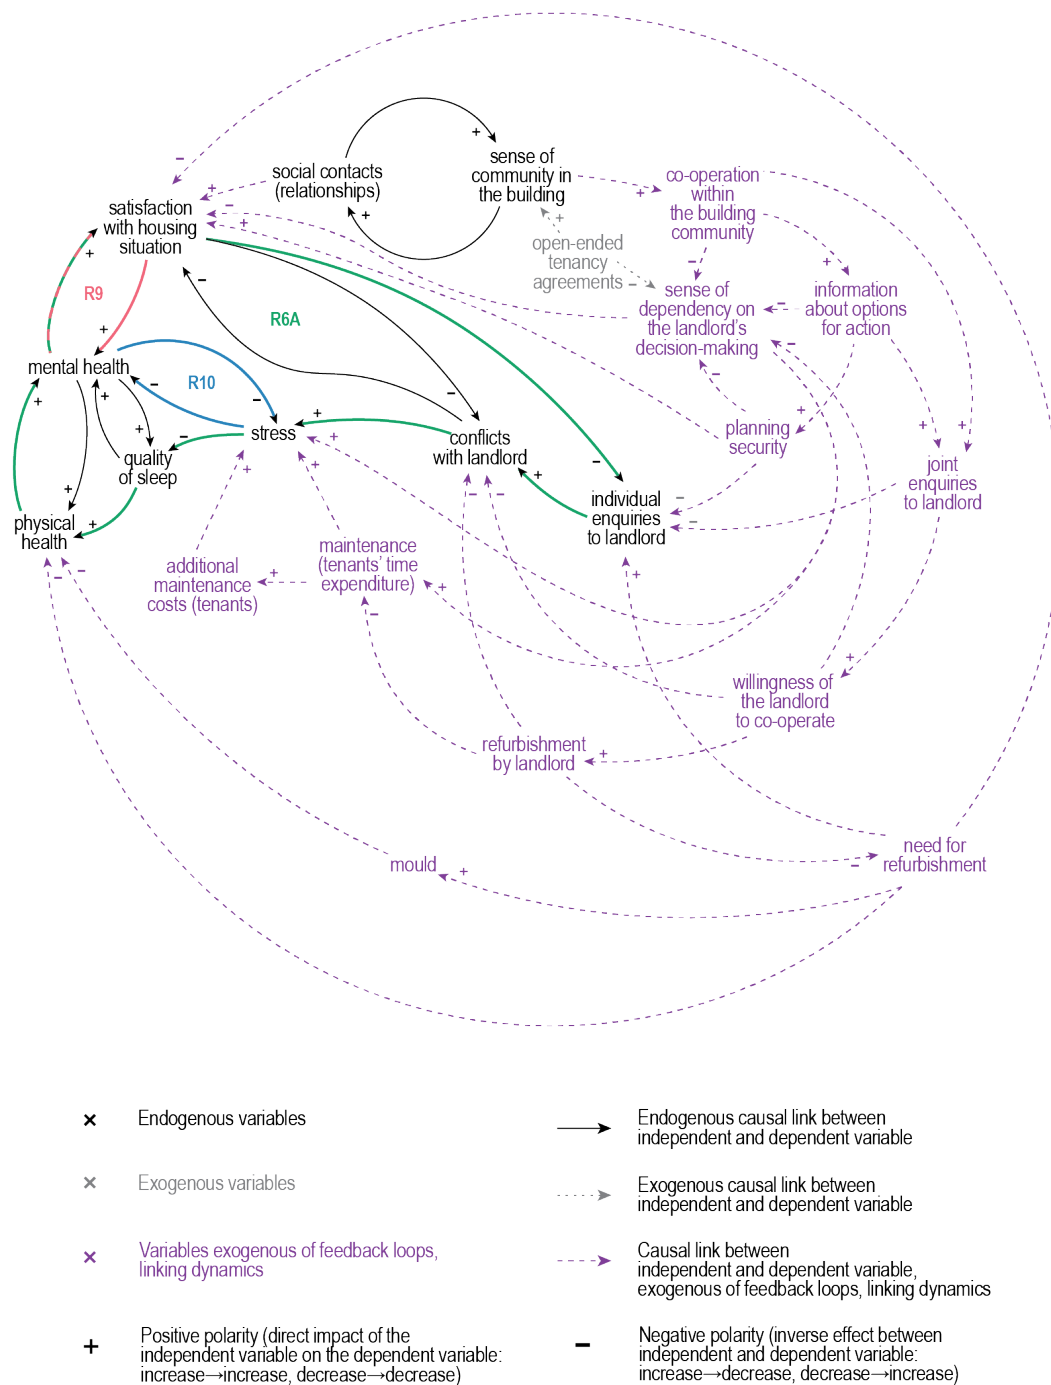 social contacts
(relationships)
sense of
community in
the building
co-operation
within
the building
community
satisfaction
with housing
situation
open-ended
tenancy
agreements
sense of
dependency on
the landlord's
decision-making
information
about options
for action
R9
R6A
mental health
R10
stress
quality
of sleep
conflicts
with landlord
planning
security
joint
enquiries
to landlord
individual
enquiries
to landlord
physical
health
additional
maintenance
costs (tenants)
maintenance
(tenants' time
expenditure)
willingness of
the landlord
to co-operate
refurbishment
by landlord
need for
refurbishment
mould
× Endogenous variables
Endogenous causal link between
independent and dependent variable
× Exogenous variables
Exogenous causal link between
independent and dependent variable
× Variables exogenous of feedback loops,
linking dynamics
Causal link between
independent and dependent variable,
exogenous of feedback loops, linking dynamics
+ Positive polarity (direct impact of the
independent variable on the dependent variable:
increase→increase, decrease→decrease)
− Negative polarity (inverse effect between
independent and dependent variable:
increase→decrease, decrease→increase)